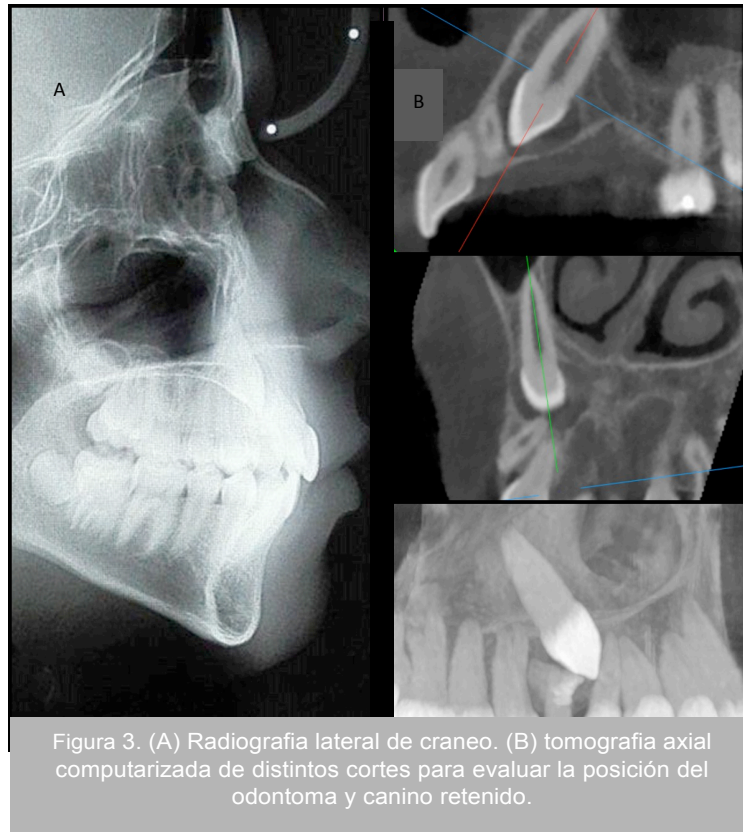 A
B
Figura 3. (A) Radiografia lateral de craneo. (B) tomografia axial
computarizada de distintos cortes para evaluar la posición del
odontoma y canino retenido.